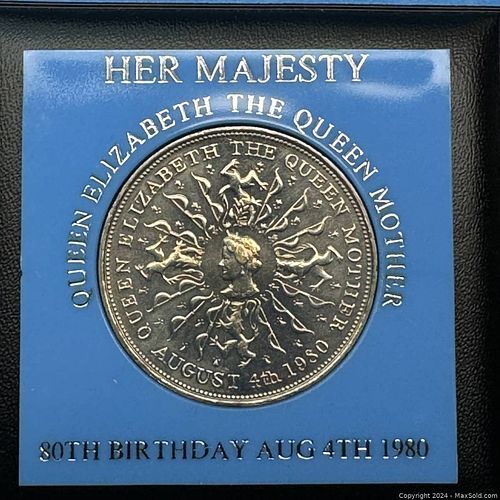 HER MAJESTY
QUEEN ELIZABETH THE QUEEN MOTHER
QUEEN ELIZABETH THE QUEEN MOTHER
AUGUST 4th 1980
80TH BIRTHDAY AUG 4TH 1980
Copyright 2024 - MaxSold.com